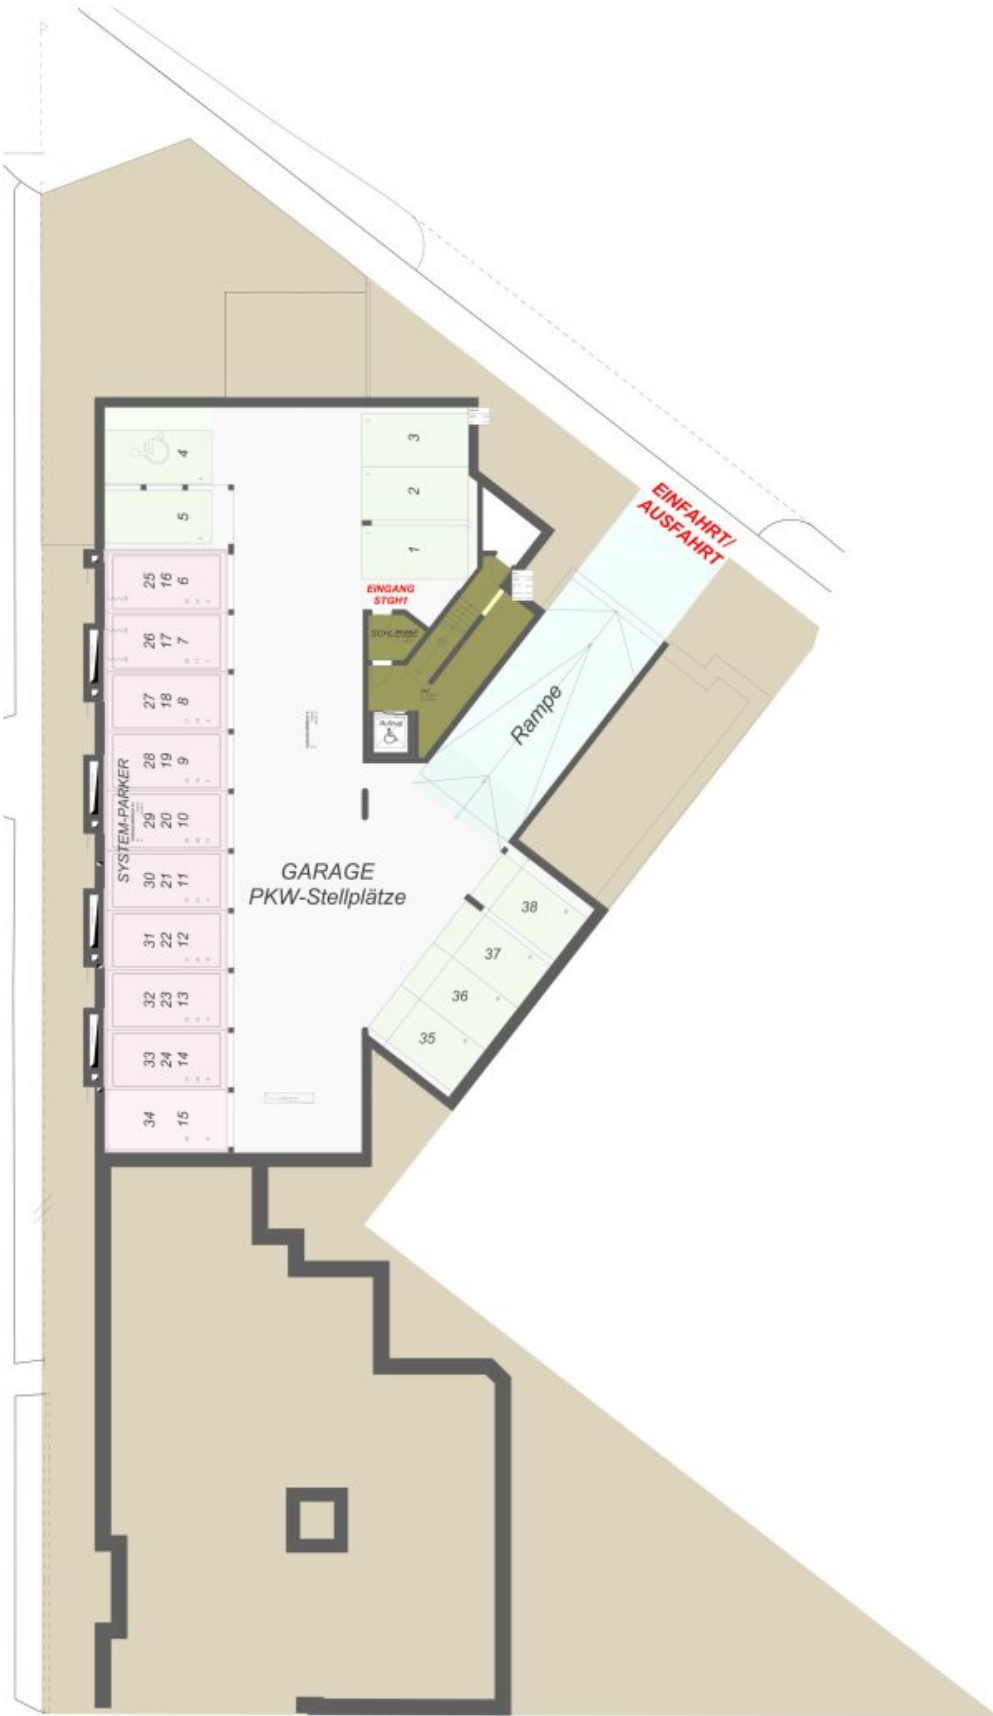 EINFAHRT/
AUSFAHRT
3
2
1
4
5
EINGANG
STGH1
SCHLEUSE
Aufzug
Rampe
SYSTEM-PARKER
25 16 6
26 17 7
27 18 8
28 19 9
29 20 10
30 21 11
31 22 12
32 23 13
33 24 14
34 15
GARAGE
PKW-Stellplätze
38
37
36
35